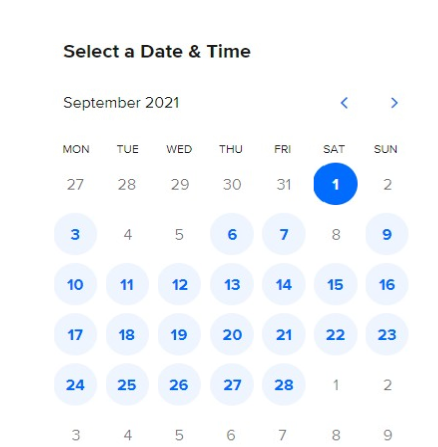 Select a Date & Time
September 2021
MON TUE WED THU FRI SAT SUN
27 28 29 30 31 1 2
3 4 5 6 7 8 9
10 11 12 13 14 15 16
17 18 19 20 21 22 23
24 25 26 27 28 1 2
3 4 5 6 7 8 9